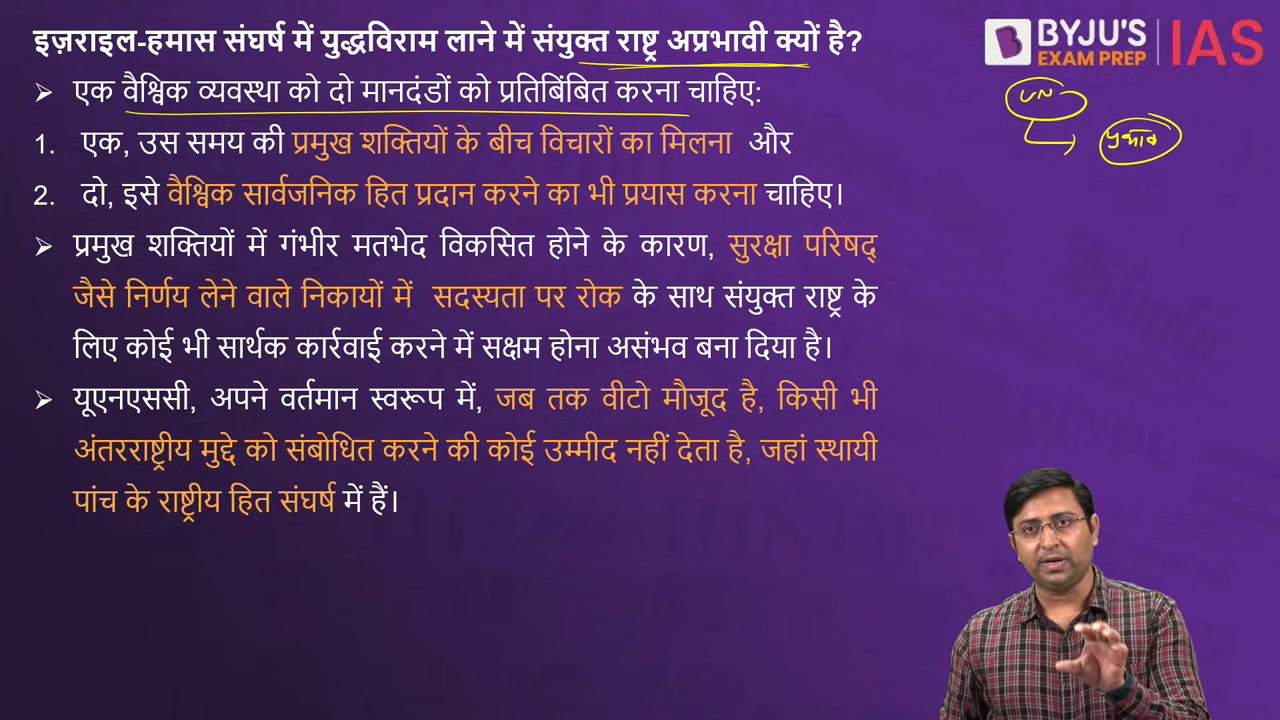 इज़राइल-हमास संघर्ष में युद्धविराम लाने में संयुक्त राष्ट्र अप्रभावी क्यों है?
BYJU'S
EXAM PREP
IAS
➤ एक वैश्विक व्यवस्था को दो मानदंडों को प्रतिबिंबित करना चाहिए:
UN
प्रभाव
1. एक, उस समय की प्रमुख शक्तियों के बीच विचारों का मिलना और
2. दो, इसे वैश्विक सार्वजनिक हित प्रदान करने का भी प्रयास करना चाहिए।
➤ प्रमुख शक्तियों में गंभीर मतभेद विकसित होने के कारण, सुरक्षा परिषद्
जैसे निर्णय लेने वाले निकायों में सदस्यता पर रोक के साथ संयुक्त राष्ट्र के
लिए कोई भी सार्थक कार्रवाई करने में सक्षम होना असंभव बना दिया है।
➤ यूएनएससी, अपने वर्तमान स्वरूप में, जब तक वीटो मौजूद है, किसी भी
अंतरराष्ट्रीय मुद्दे को संबोधित करने की कोई उम्मीद नहीं देता है, जहां स्थायी
पांच के राष्ट्रीय हित संघर्ष में हैं।